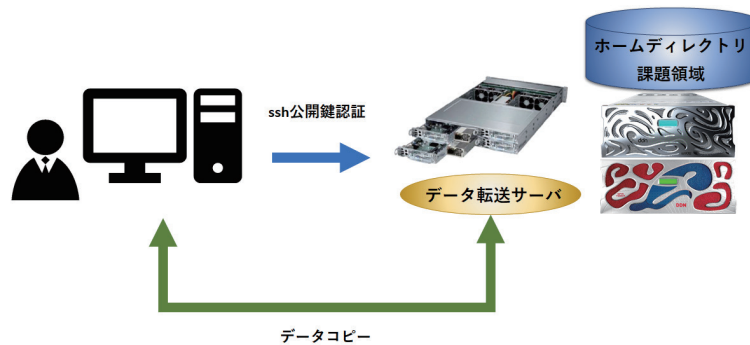 ホームディレクトリ
課題領域
ssh公開鍵認証
データ転送サーバ
データコピー